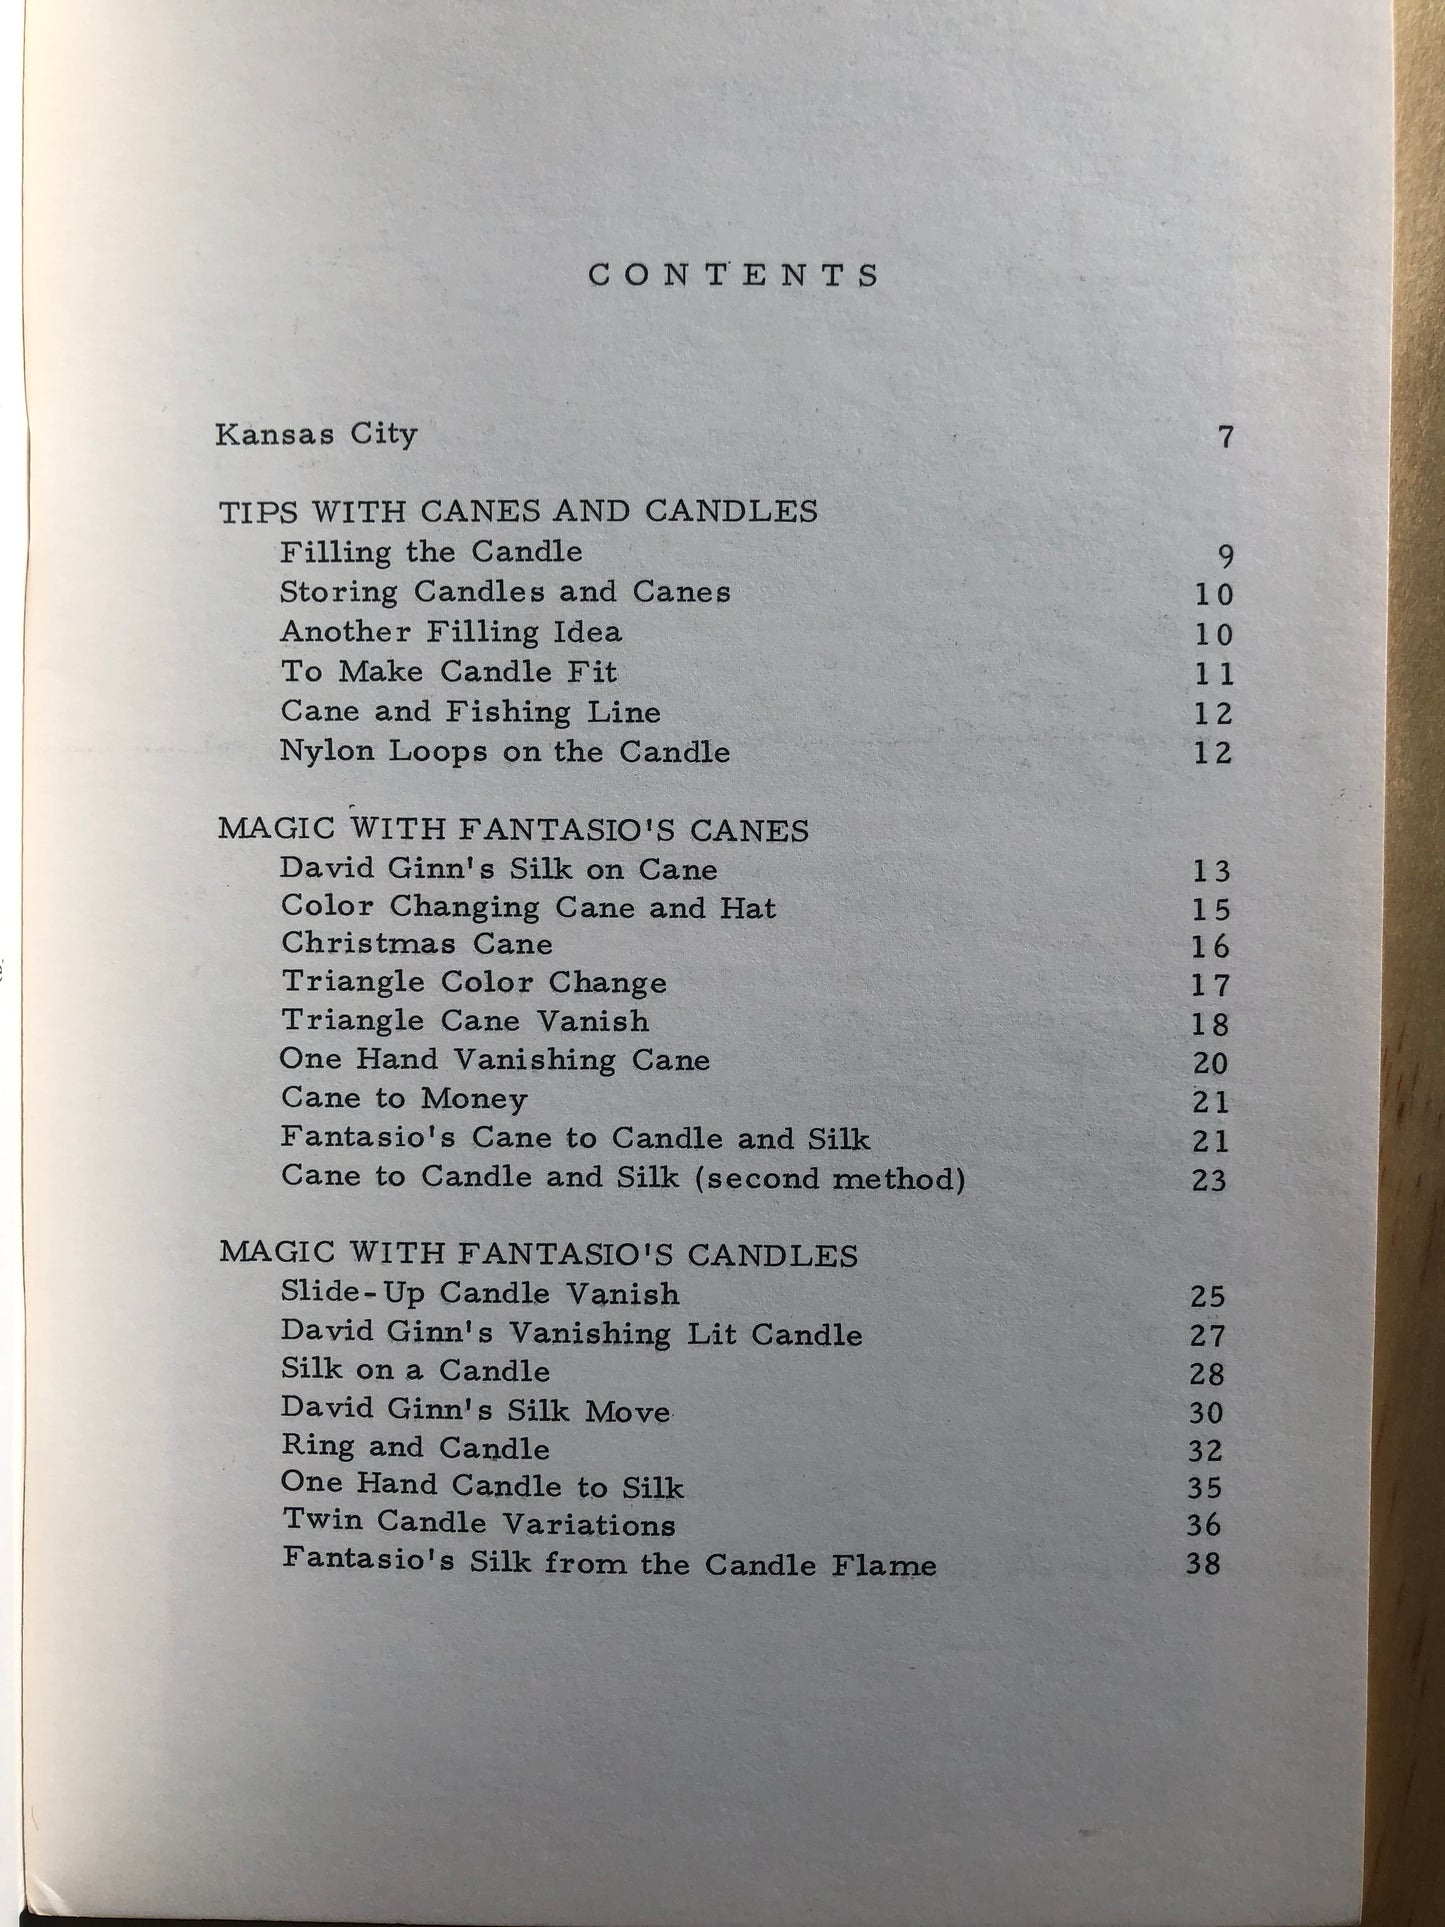 CONTENTS
Kansas City 7
TIPS WITH CANES AND CANDLES
Filling the Candle 9
Storing Candles and Canes 10
Another Filling Idea 10
To Make Candle Fit 11
Cane and Fishing Line 12
Nylon Loops on the Candle 12
MAGIC WITH FANTASIO'S CANES
David Ginn's Silk on Cane 13
Color Changing Cane and Hat 15
Christmas Cane 16
Triangle Color Change 17
Triangle Cane Vanish 18
One Hand Vanishing Cane 20
Cane to Money 21
Fantasio's Cane to Candle and Silk 21
Cane to Candle and Silk (second method) 23
MAGIC WITH FANTASIO'S CANDLES
Slide-Up Candle Vanish 25
David Ginn's Vanishing Lit Candle 27
Silk on a Candle 28
David Ginn's Silk Move 30
Ring and Candle 32
One Hand Candle to Silk 35
Twin Candle Variations 36
Fantasio's Silk from the Candle Flame 38